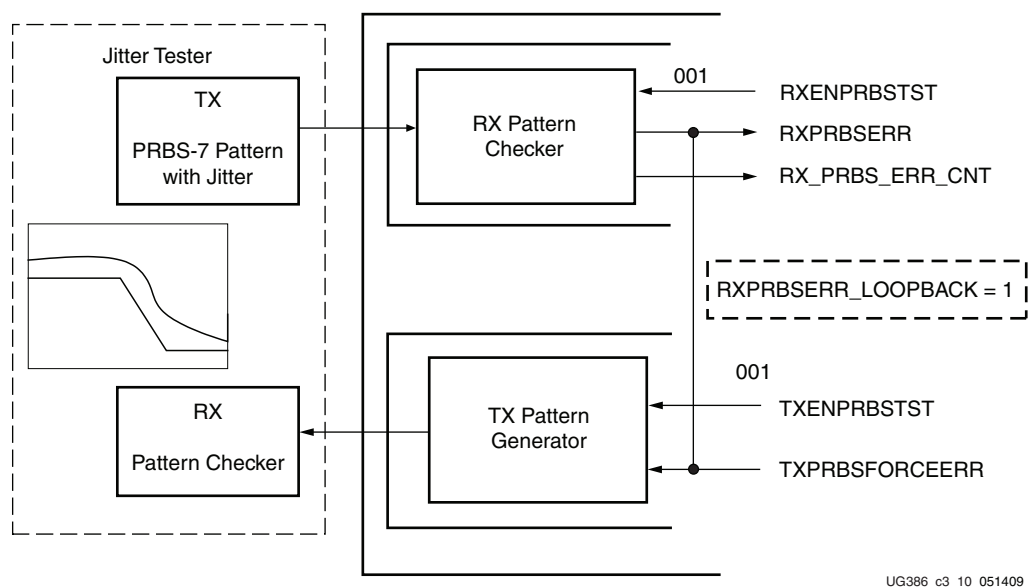 Jitter Tester
TX
PRBS-7 Pattern
with Jitter
RX Pattern
Checker
001
RXENPRBSTST
RXPRBSERR
RX_PRBS_ERR_CNT
RXPRBSERR_LOOPBACK = 1
RX
Pattern Checker
TX Pattern
Generator
001
TXENPRBSTST
TXPRBSFORCEERR
UG386_c3_10_051409